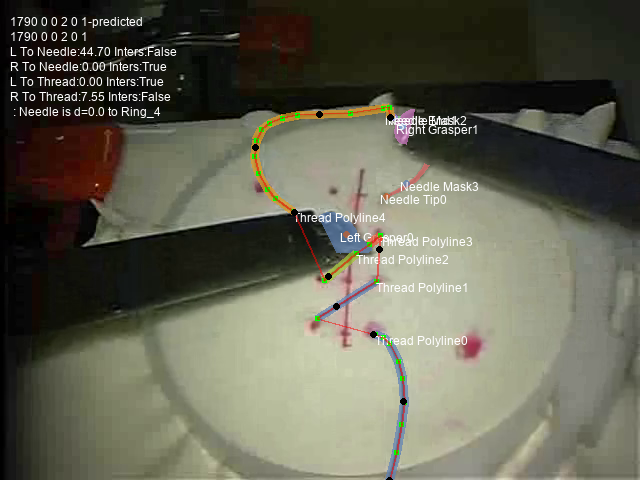 1790 0 0 2 0 1-predicted
1790 0 0 2 0 1
L To Needle:44.70 Inters:False
R To Needle:0.00 Inters:True
L To Thread:0.00 Inters:True
R To Thread:7.55 Inters:False
: Needle is d=0.0 to Ring_4
Right Grasper1
Needle Mask3
Needle Tip0
Thread Polyline4
Thread Polyline3
Thread Polyline2
Thread Polyline1
Thread Polyline0